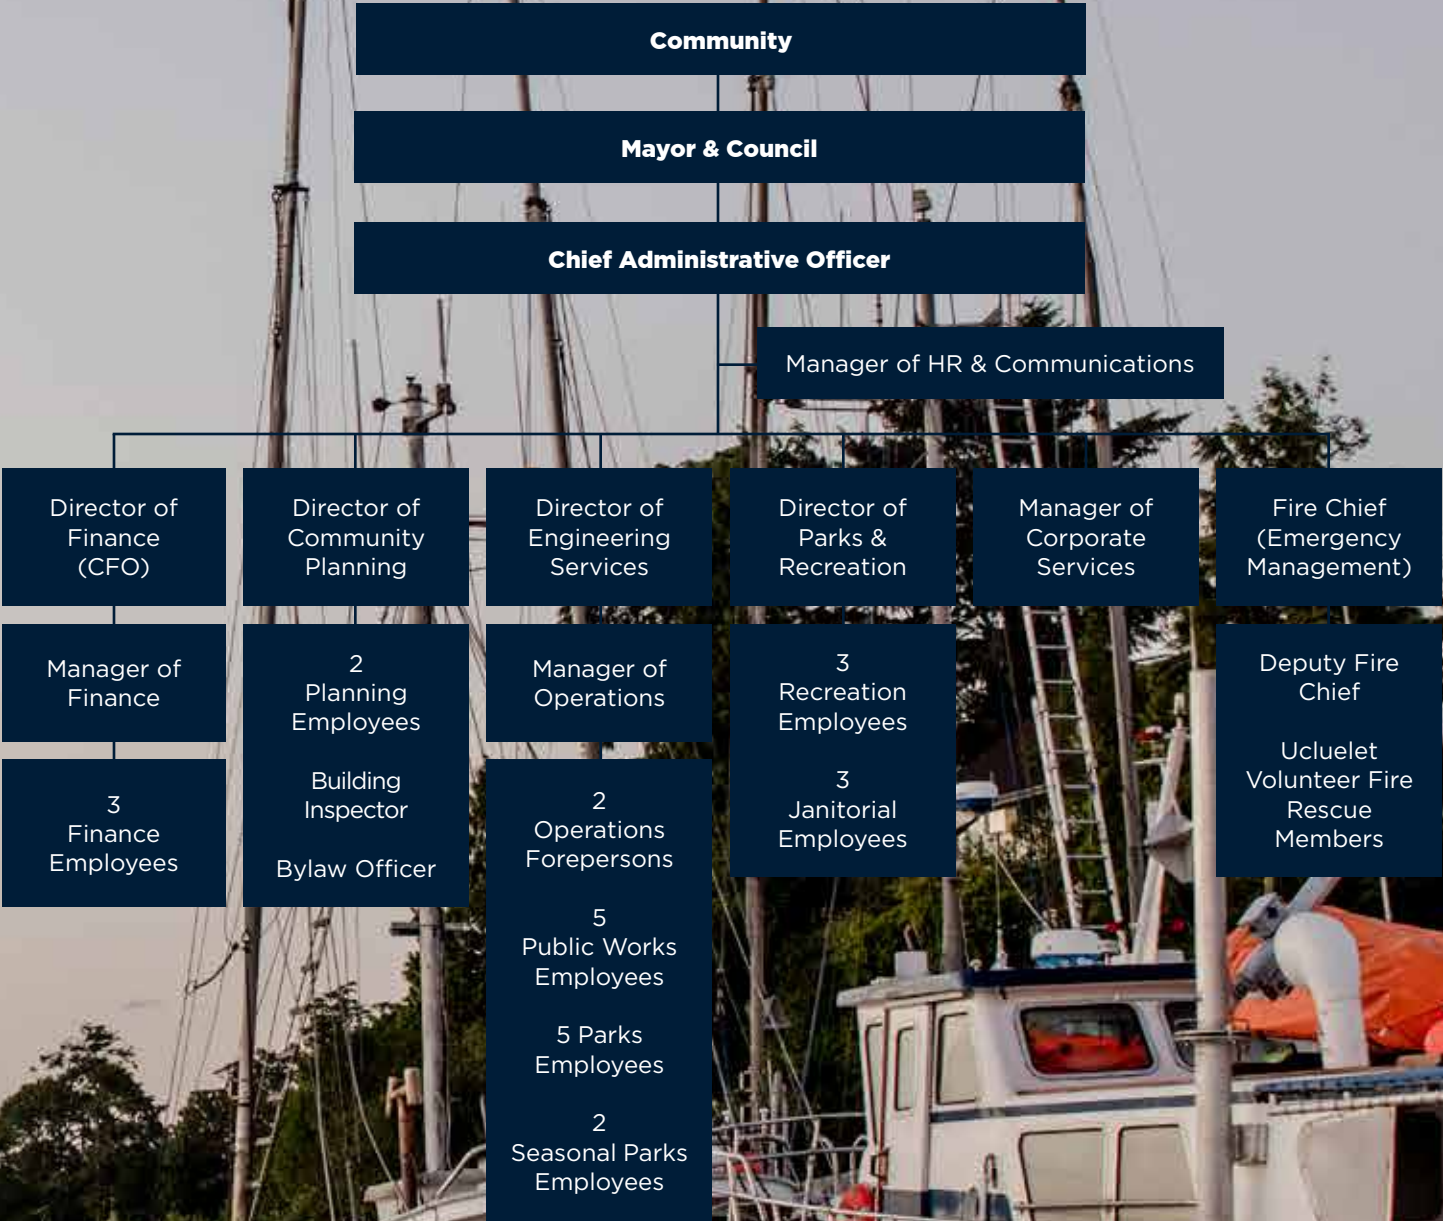 Community
Mayor & Council
Chief Administrative Officer
Manager of HR & Communications
Director of
Finance
(CFO)
Director of
Community
Planning
Director of
Engineering
Services
Director of
Parks &
Recreation
Manager of
Corporate
Services
Fire Chief
(Emergency
Management)
Manager of
Finance
3
Finance
Employees
2
Planning
Employees
Building
Inspector
Bylaw Officer
Manager of
Operations
2
Operations
Forepersons
5
Public Works
Employees
5 Parks
Employees
2
Seasonal Parks
Employees
3
Recreation
Employees
3
Janitorial
Employees
Deputy Fire
Chief
Ucluelet
Volunteer Fire
Rescue
Members